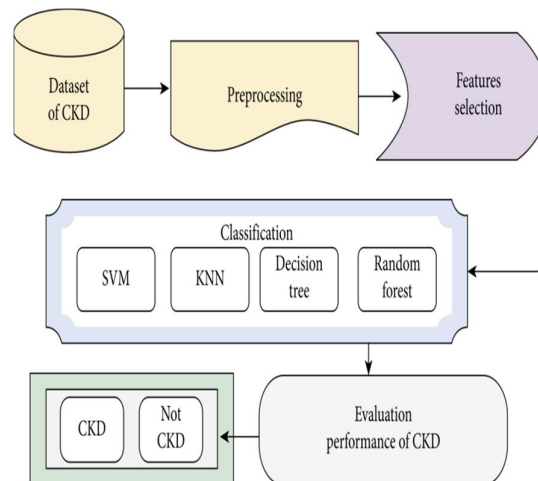 Dataset
of CKD
Preprocessing
Features
selection
Classification
SVM
KNN
Decision
tree
Random
forest
Evaluation
performance of CKD
CKD
Not
CKD